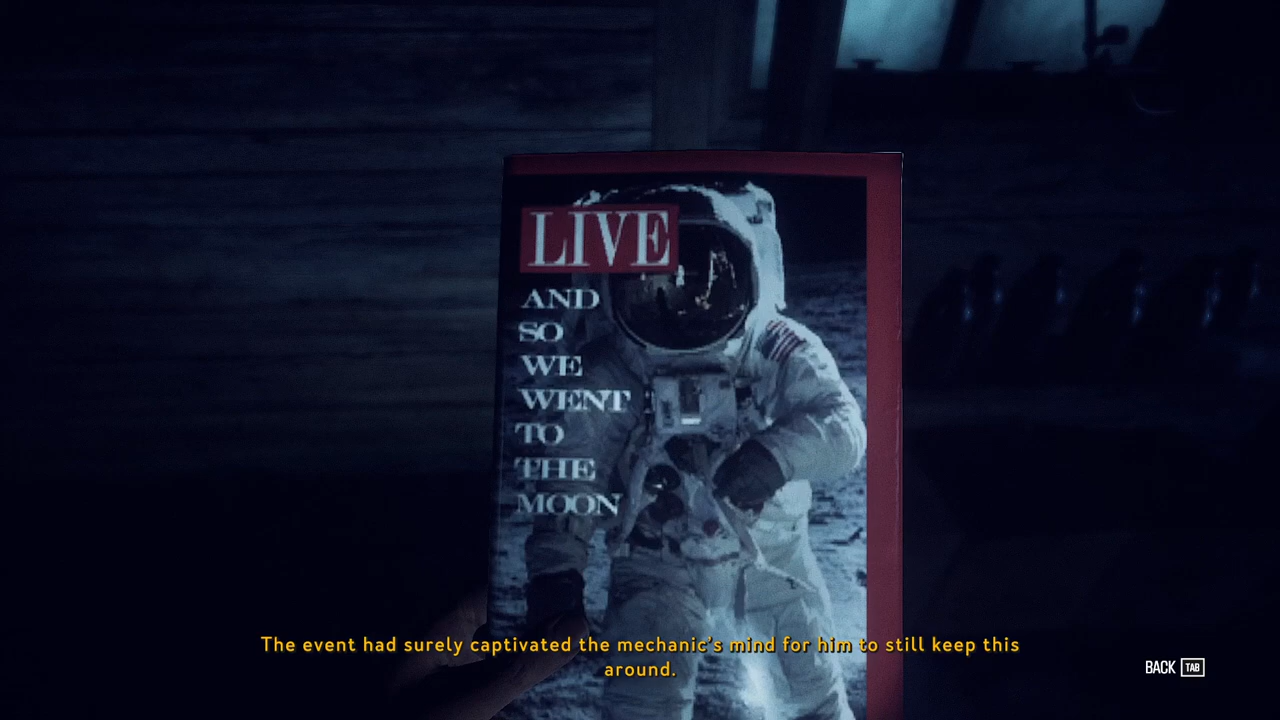 LIVE
AND
SO
WE
WENT
TO
THE
MOON
The event had surely captivated the mechanic's mind for him to still keep this
around.
BACK TAB